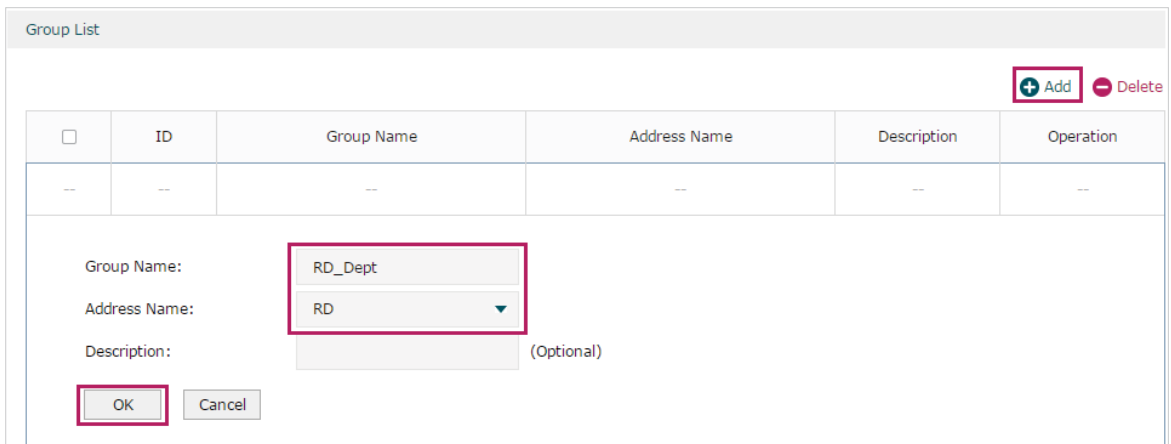 Group List
Add Delete
ID Group Name Address Name Description Operation
-- -- -- -- -- --
Group Name: RD_Dept
Address Name: RD
Description: (Optional)
OK Cancel